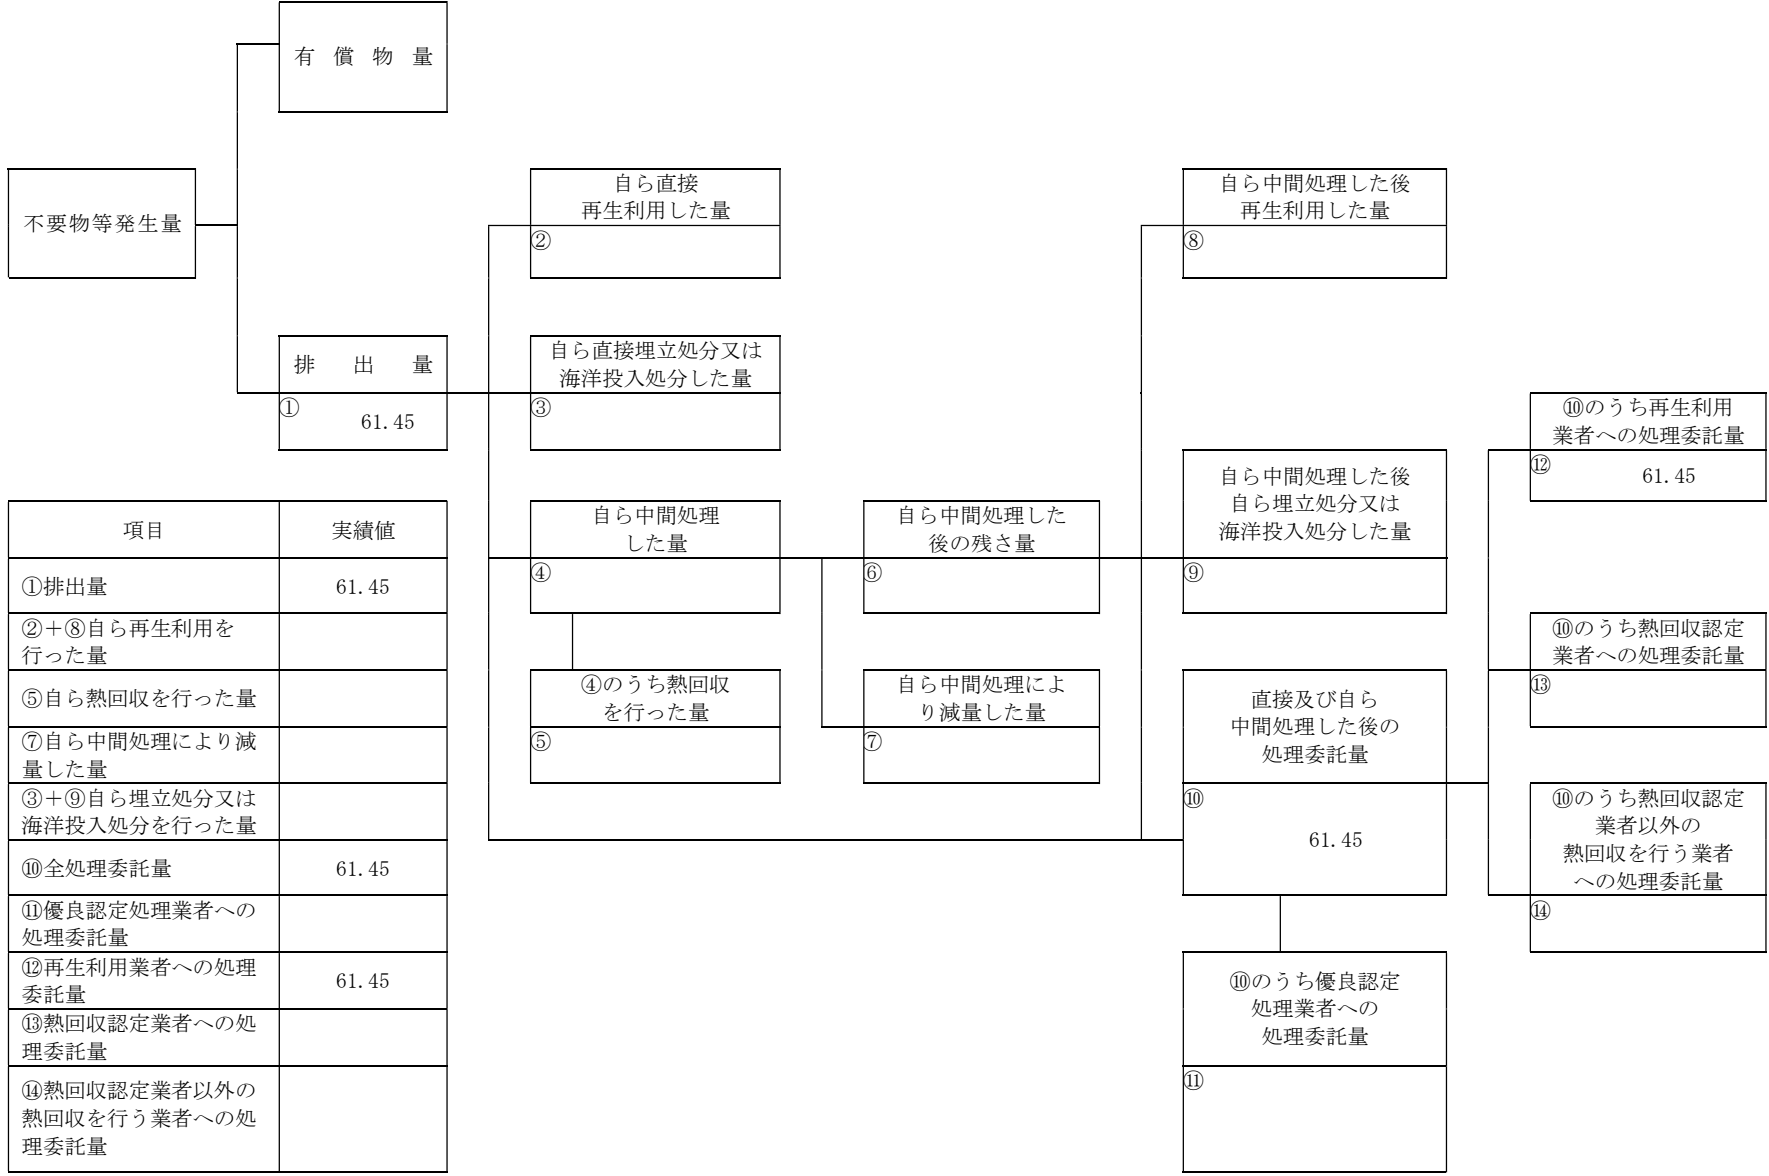 有償物量
不要物等発生量
自ら直接
再生利用した量
②
自ら中間処理した後
再生利用した量
⑧
排出量
①
61.45
自ら直接埋立処分又は
海洋投入処分した量
③
⑩のうち再生利用
業者への処理委託量
⑫
61.45
自ら中間処理
した量
④
自ら中間処理した
後の残さ量
⑥
自ら中間処理した後
自ら埋立処分又は
海洋投入処分した量
⑨
⑩のうち熱回収認定
業者への処理委託量
⑬
④のうち熱回収
を行った量
⑤
自ら中間処理によ
り減量した量
⑦
直接及び自ら
中間処理した後の
処理委託量
⑩
61.45
⑩のうち熱回収認定
業者以外の
熱回収を行う業者
への処理委託量
⑭
⑩のうち優良認定
処理業者への
処理委託量
⑪
項目 実績値
①排出量 61.45
②＋⑧自ら再生利用を
行った量
⑤自ら熱回収を行った量
⑦自ら中間処理により減
量した量
③＋⑨自ら埋立処分又は
海洋投入処分を行った量
⑩全処理委託量 61.45
⑪優良認定処理業者への
処理委託量
⑫再生利用業者への処理
委託量 61.45
⑬熱回収認定業者への処
理委託量
⑭熱回収認定業者以外の
熱回収を行う業者への処
理委託量